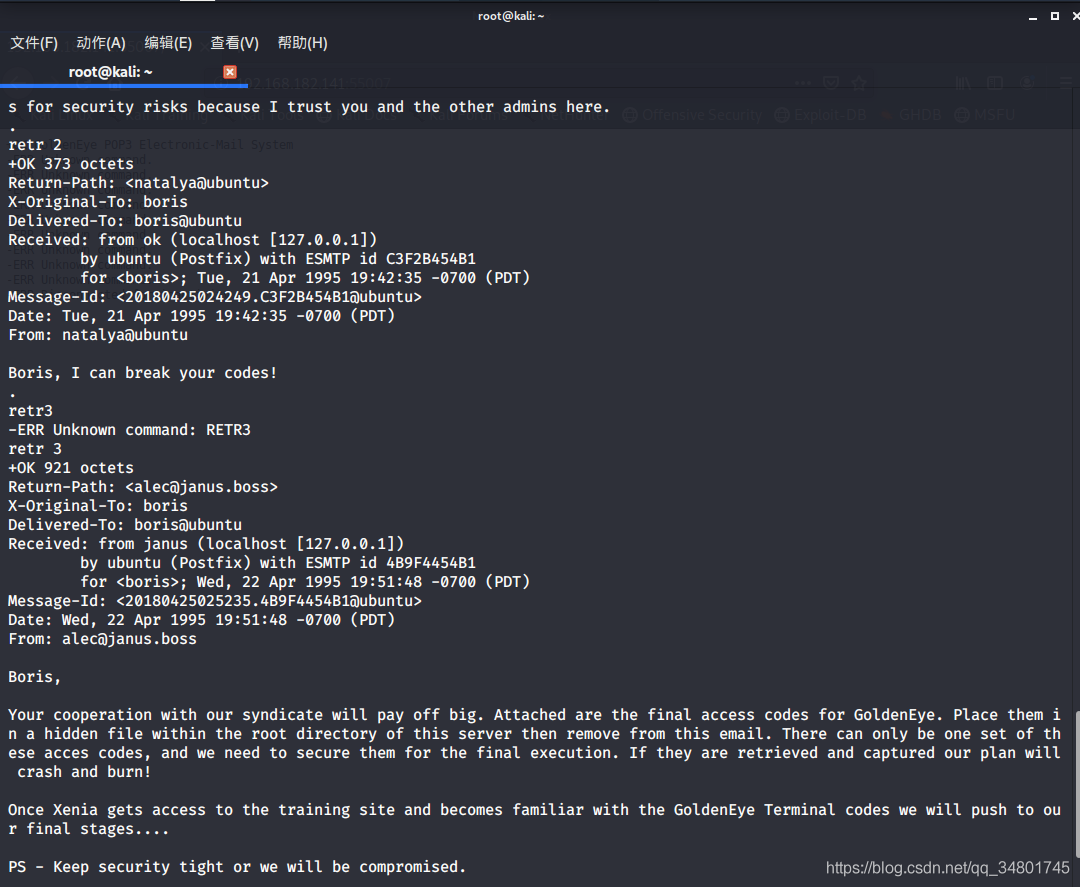 root@kali: ~
文件(F) 动作(A) 编辑(E) 查看(V) 帮助(H)
root@kali: ~
s for security risks because I trust you and the other admins here.
.
retr 2
+OK 373 octets
Return-Path: <natalya@ubuntu>
X-Original-To: boris
Delivered-To: boris@ubuntu
Received: from ok (localhost [127.0.0.1])
by ubuntu (Postfix) with ESMTP id C3F2B454B1
for <boris>; Tue, 21 Apr 1995 19:42:35 -0700 (PDT)
Message-Id: <20180425024249.C3F2B454B1@ubuntu>
Date: Tue, 21 Apr 1995 19:42:35 -0700 (PDT)
From: natalya@ubuntu
Boris, I can break your codes!
.
retr3
-ERR Unknown command: RETR3
retr 3
+OK 921 octets
Return-Path: <alec@janus.boss>
X-Original-To: boris
Delivered-To: boris@ubuntu
Received: from janus (localhost [127.0.0.1])
by ubuntu (Postfix) with ESMTP id 4B9F4454B1
for <boris>; Wed, 22 Apr 1995 19:51:48 -0700 (PDT)
Message-Id: <20180425025235.4B9F4454B1@ubuntu>
Date: Wed, 22 Apr 1995 19:51:48 -0700 (PDT)
From: alec@janus.boss
Boris,
Your cooperation with our syndicate will pay off big. Attached are the final access codes for GoldenEye. Place them i
n a hidden file within the root directory of this server then remove from this email. There can only be one set of th
ese acces codes, and we need to secure them for the final execution. If they are retrieved and captured our plan will
crash and burn!
Once Xenia gets access to the training site and becomes familiar with the GoldenEye Terminal codes we will push to ou
r final stages....
PS - Keep security tight or we will be compromised.
https://blog.csdn.net/qq_34801745